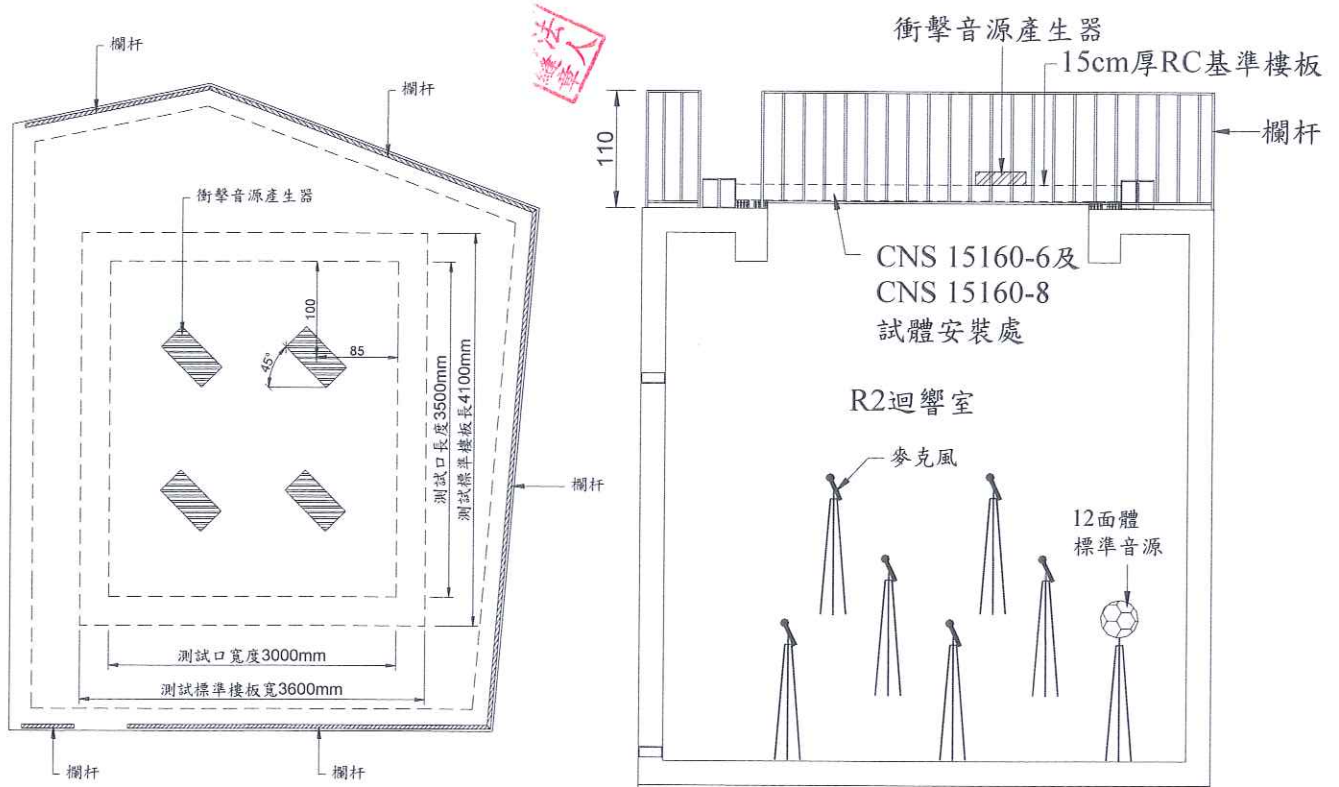 欄杆
欄杆
衝擊音源產生器
100
85
45°
測試口長度3500mm
測試標準樓板長4100mm
欄杆
測試口寬度3000mm
測試標準樓板寬3600mm
欄杆
欄杆
法
人
縫
章
衝擊音源產生器
15cm厚RC基準樓板
欄杆
110
CNS 15160-6及
CNS 15160-8
試體安裝處
R2迴響室
麥克風
12面體
標準音源